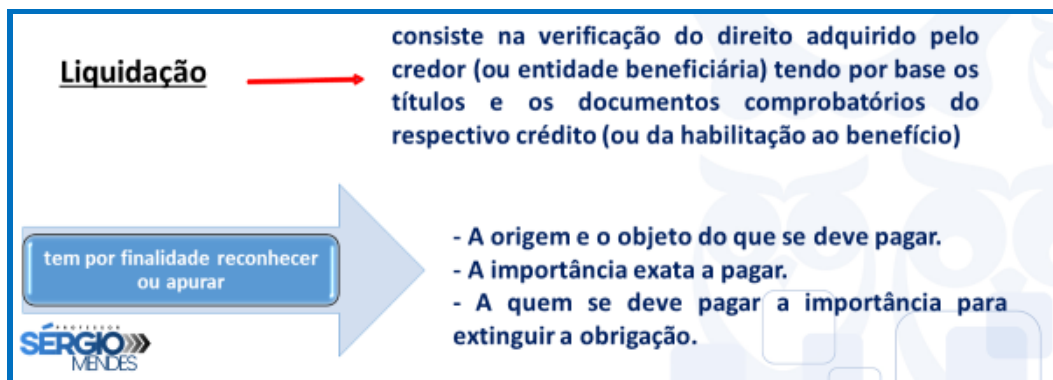 Liquidação
consiste na verificação do direito adquirido pelo
credor (ou entidade beneficiária) tendo por base os
títulos e os documentos comprobatórios do
respectivo crédito (ou da habilitação ao benefício)
tem por finalidade reconhecer
ou apurar
- A origem e o objeto do que se deve pagar.
- A importância exata a pagar.
- A quem se deve pagar a importância para
extinguir a obrigação.
PROFESSOR
SÉRGIO
MENDES